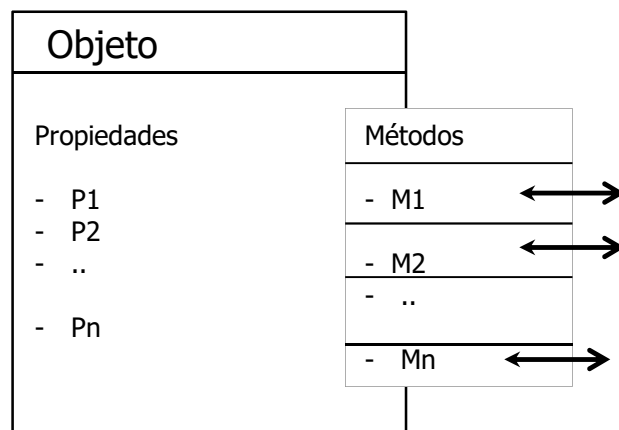 Objeto
Propiedades
- P1
- P2
- ..
- Pn
Métodos
- M1
- M2
- ..
- Mn